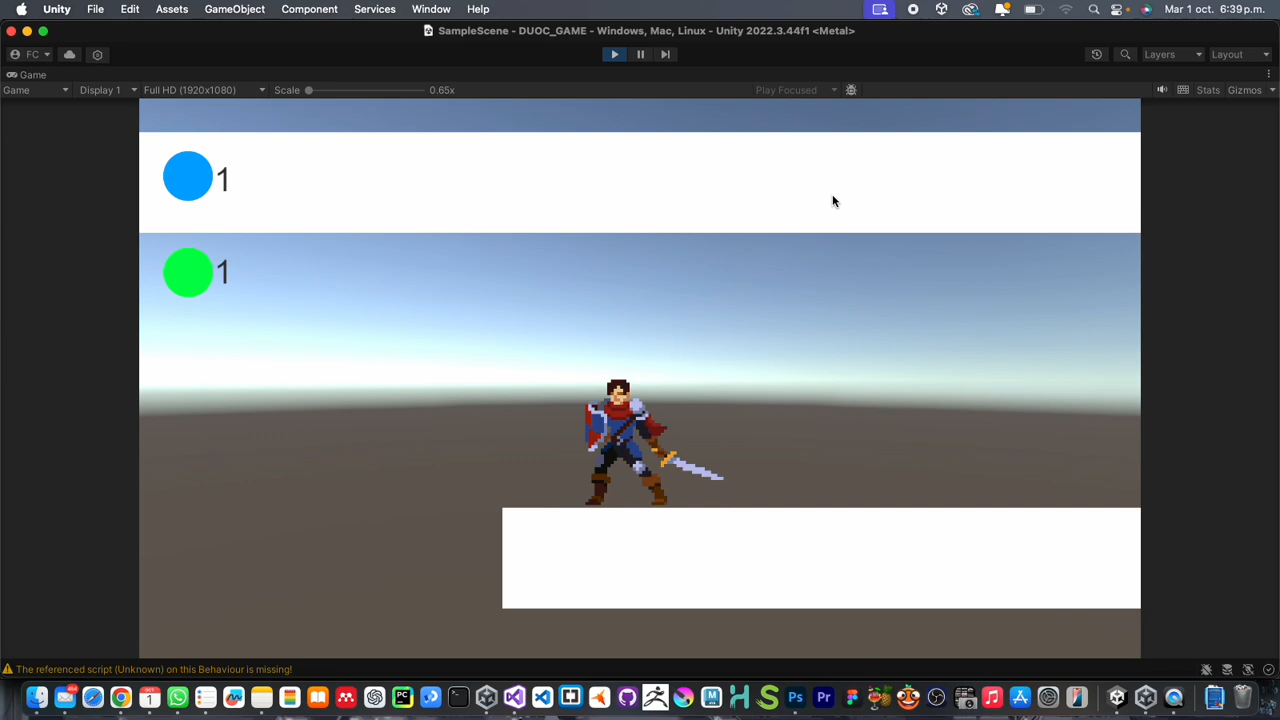 Unity File Edit Assets GameObject Component Services Window Help Mar 1 oct. 6:39 p.m.
SampleScene - DUOC_GAME - Windows, Mac, Linux - Unity 2022.3.44f1 <Metal>
FC Layers Layout
Game
Game Display 1 Full HD (1920x1080) Scale 0.65x Play Focused Stats Gizmos
1
1
The referenced script (Unknown) on this Behaviour is missing!